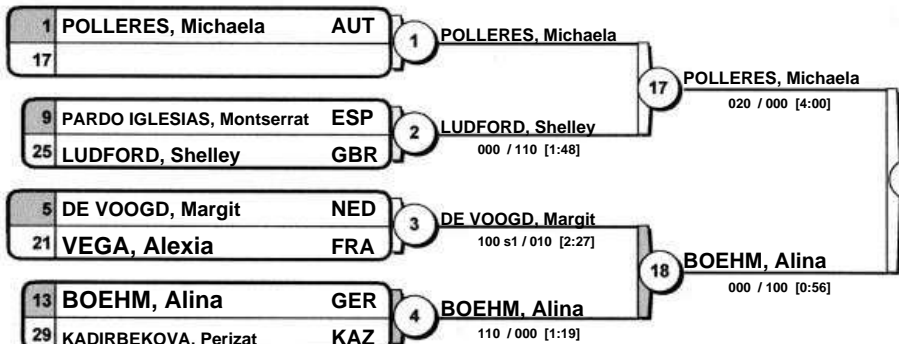 1 POLLERES, Michaela AUT
17
1 POLLERES, Michaela
9 PARDO IGLESIAS, Montserrat ESP
25 LUDFORD, Shelley GBR
2 LUDFORD, Shelley
000 / 110 [1:48]
17 POLLERES, Michaela
020 / 000 [4:00]
5 DE VOOGD, Margit NED
21 VEGA, Alexia FRA
3 DE VOOGD, Margit
100 s1 / 010 [2:27]
13 BOEHM, Alina GER
29 KADIRBEKOVA, Perizat KAZ
4 BOEHM, Alina
110 / 000 [1:19]
18 BOEHM, Alina
000 / 100 [0:56]